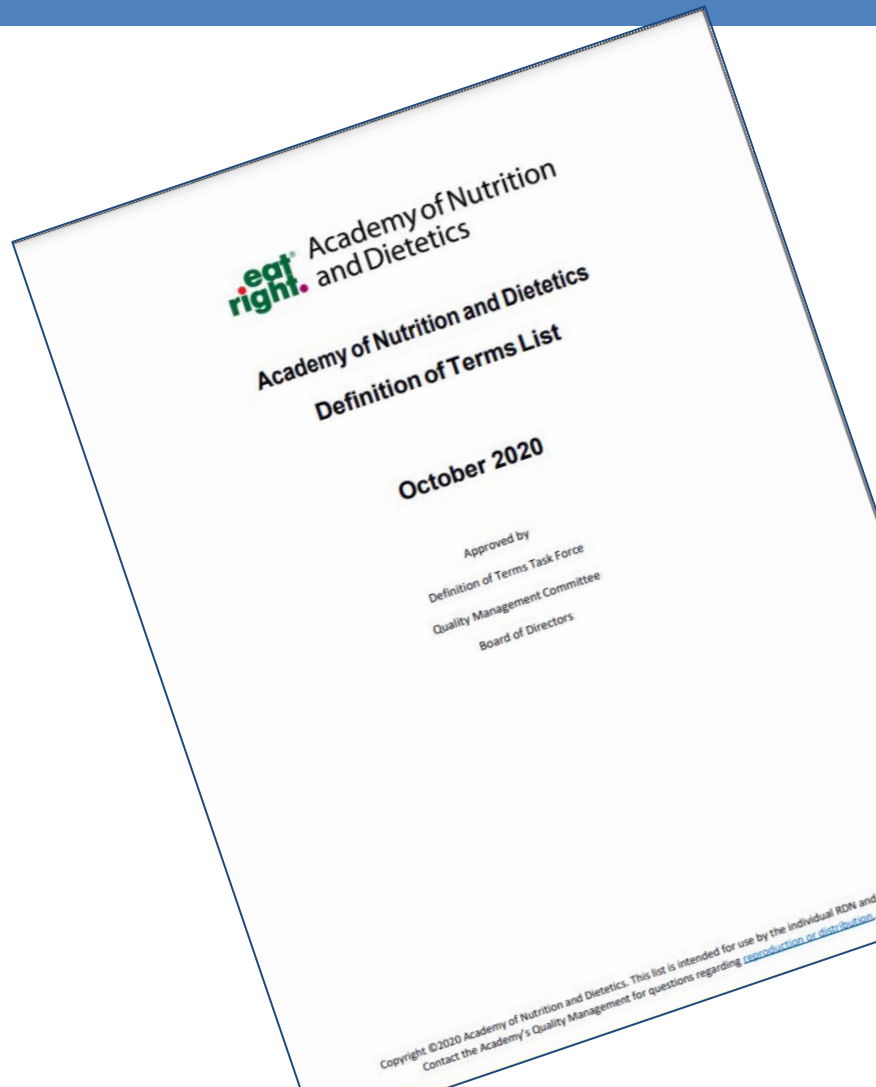 eat
right.
Academy of Nutrition
and Dietetics
Academy of Nutrition and Dietetics
Definition of Terms List
October 2020
Approved by
Definition of Terms Task Force
Quality Management Committee
Board of Directors
Copyright ©2020 Academy of Nutrition and Dietetics. This list is intended for use by the individual RDN and
Contact the Academy's Quality Management for questions regarding reproduction or distribution.